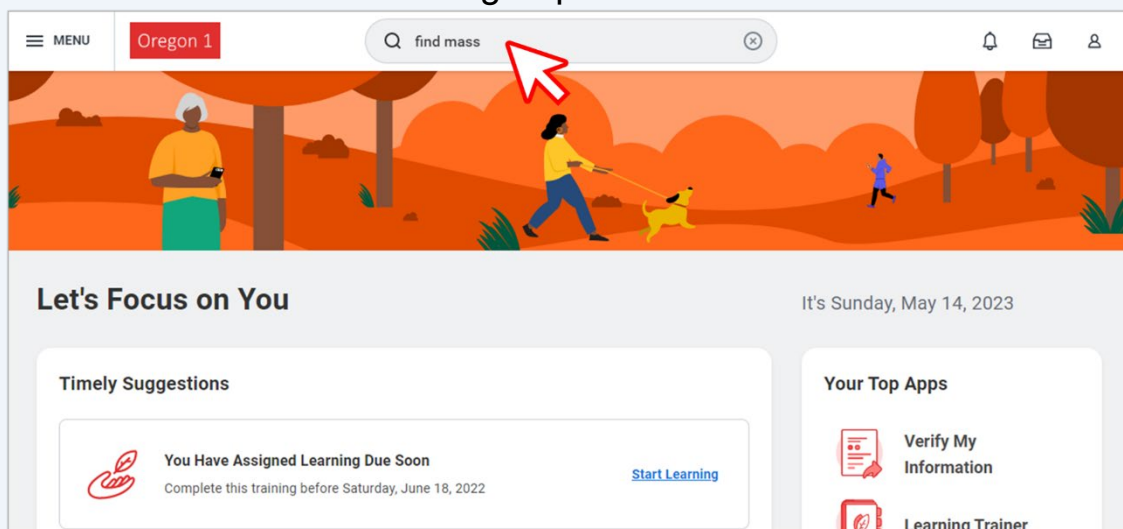 MENU
Oregon 1
find mass
Let's Focus on You
It's Sunday, May 14, 2023
Timely Suggestions
You Have Assigned Learning Due Soon
Complete this training before Saturday, June 18, 2022
Start Learning
Your Top Apps
Verify My
Information
Learning Trainer